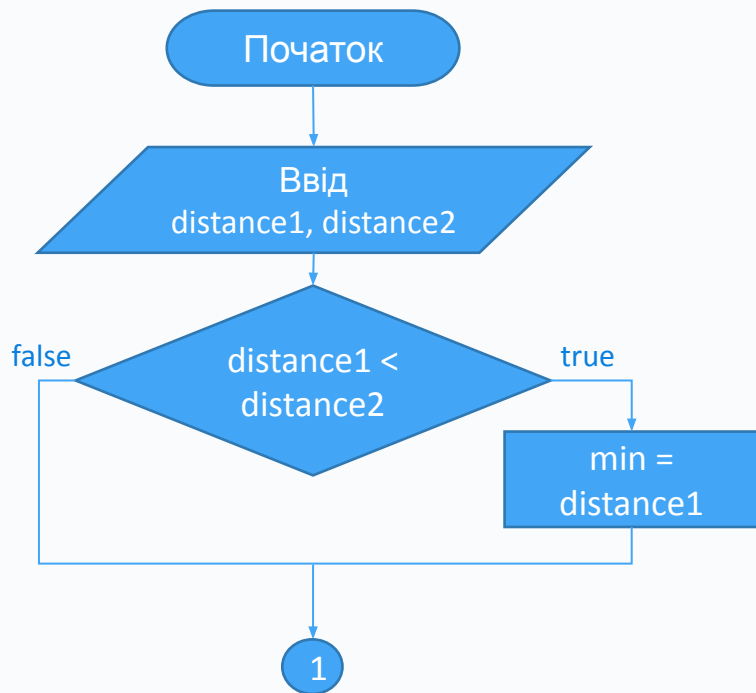 Початок
Ввід
distance1, distance2
false
distance1 <
distance2
true
min =
distance1
1